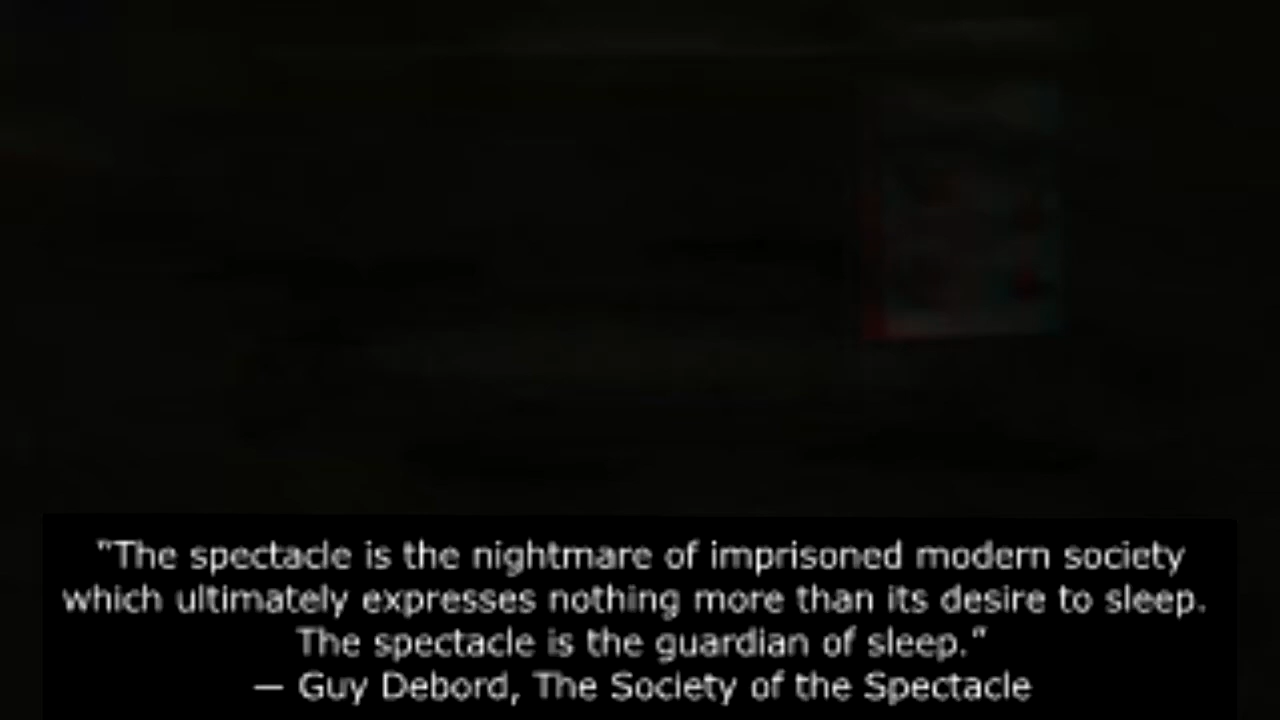 "The spectacle is the nightmare of imprisoned modern society
which ultimately expresses nothing more than its desire to sleep.
The spectacle is the guardian of sleep."
— Guy Debord, The Society of the Spectacle